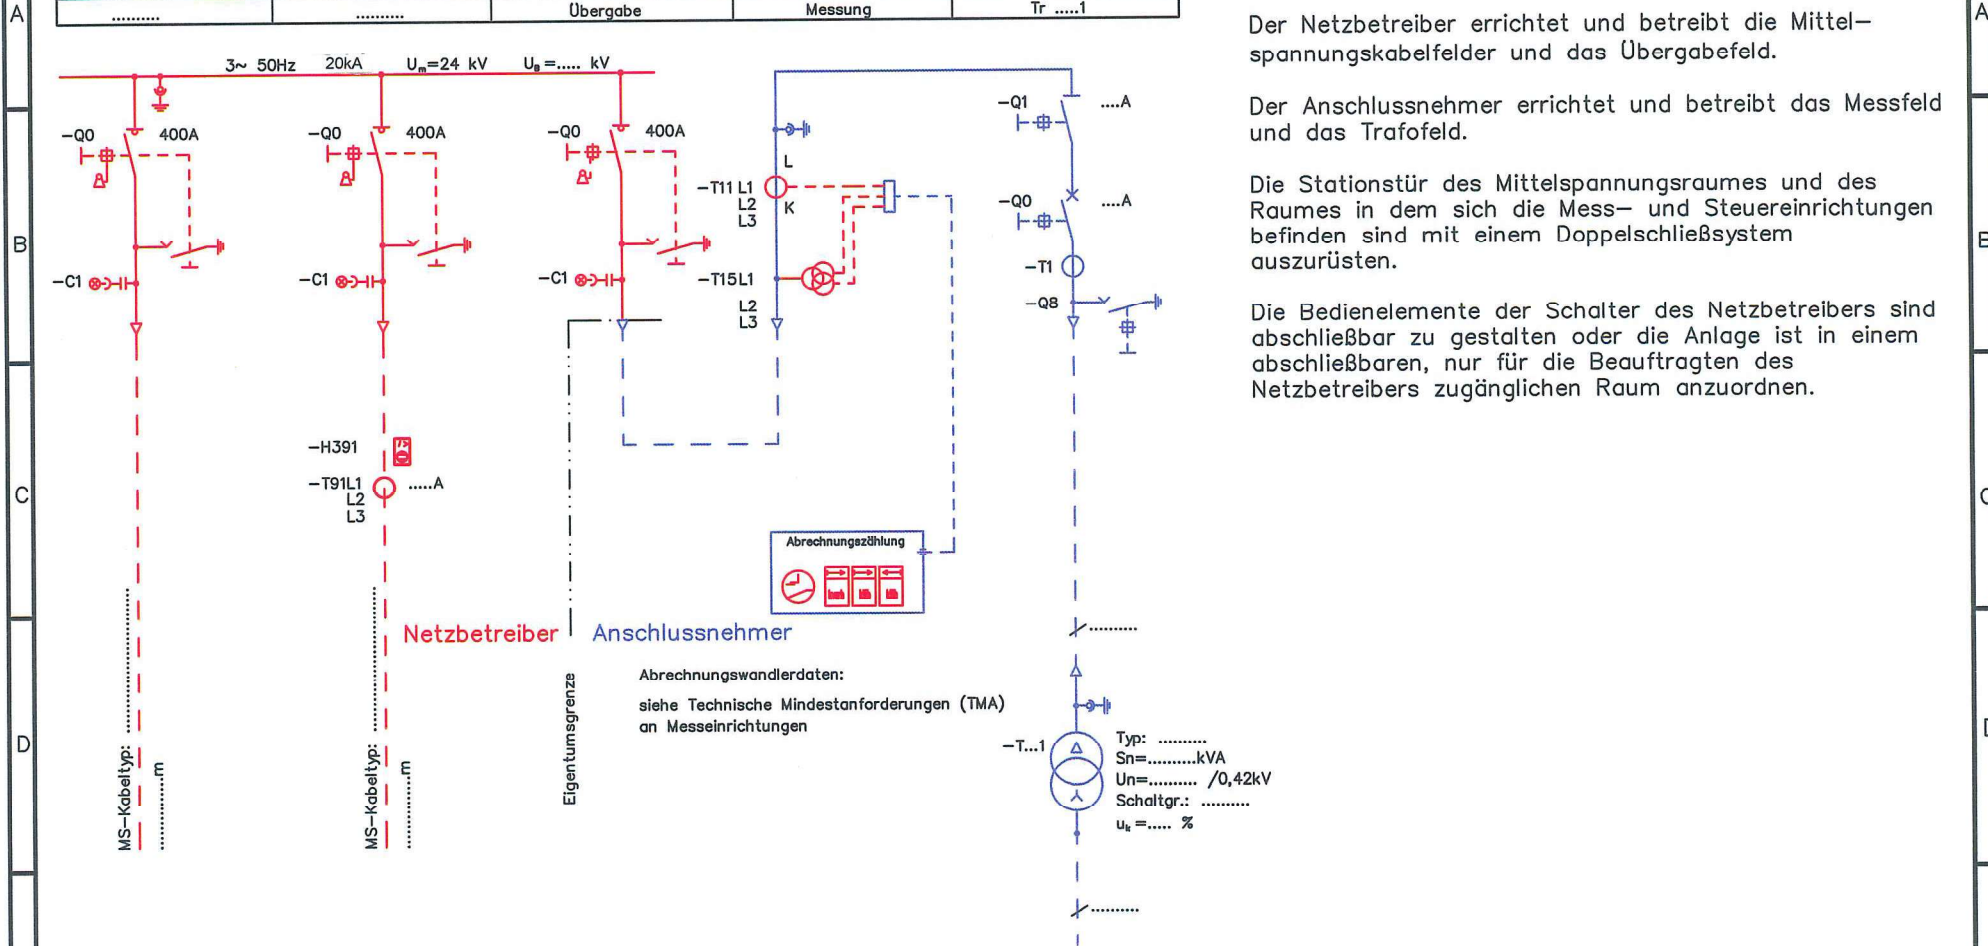 A
..........
..........
Übergabe
Messung
Tr .....1
A
3~ 50Hz
20kA
Um=24 kV
UB=..... kV
-Q0
400A
-Q0
400A
-Q0
400A
-Q1
....A
-T11 L1
L2
L3
L
K
-Q0
....A
B
-C1
-C1
-C1
-T15L1
L2
L3
-T1
-Q8
Der Netzbetreiber errichtet und betreibt die Mittel-
spannungskabelfelder und das Übergabefeld.
Der Anschlussnehmer errichtet und betreibt das Messfeld
und das Trafofeld.
Die Stationstür des Mittelspannungsraumes und des
Raumes in dem sich die Mess- und Steuereinrichtungen
befinden sind mit einem Doppelschließsystem
auszurüsten.
Die Bedienelemente der Schalter des Netzbetreibers sind
abschließbar zu gestalten oder die Anlage ist in einem
abschließbaren, nur für die Beauftragten des
Netzbetreibers zugänglichen Raum anzuordnen.
C
-H391
-T91L1
L2
L3
.....A
Abrechnungszählung
Netzbetreiber
Anschlussnehmer
..........
Eigentumsgrenze
Abrechnungswandlerdaten:
siehe Technische Mindestanforderungen (TMA)
an Messeinrichtungen
D
MS-Kabeltyp: ..............................
.................m
MS-Kabeltyp: ..............................
.................m
-T...1
Typ: ..........
Sn=..........kVA
Un=.......... /0,42kV
Schaltgr.: ..........
uk=..... %
..........